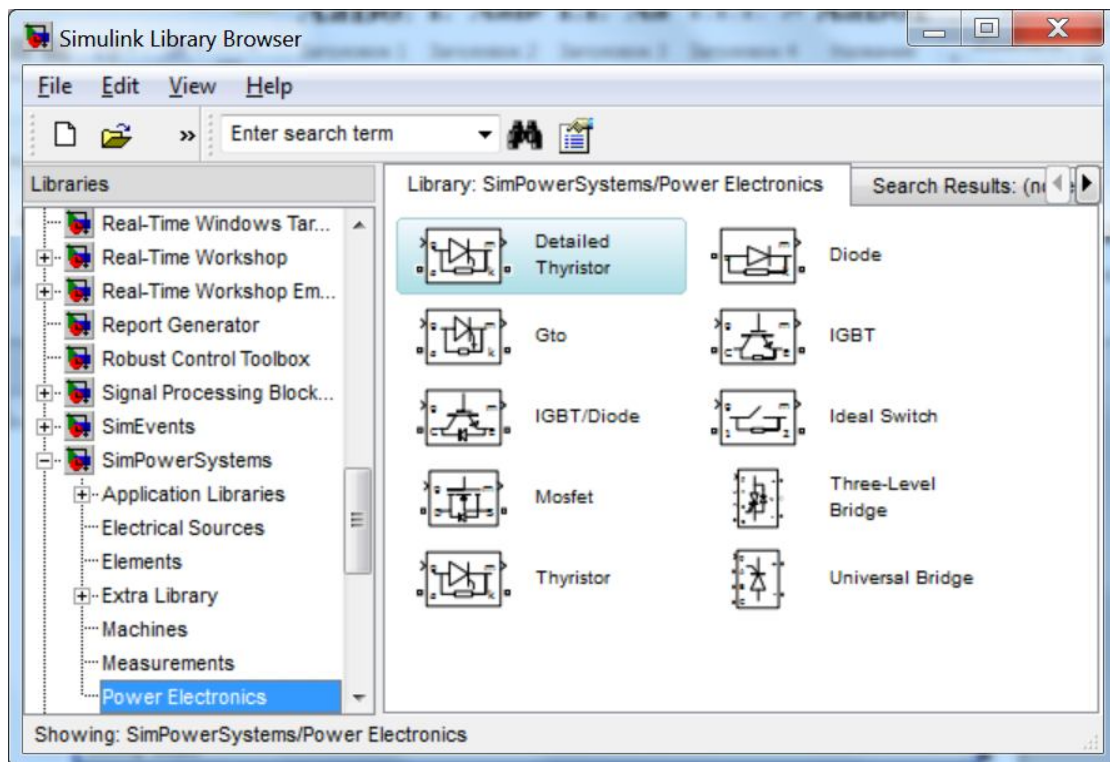 Simulink Library Browser
File Edit View Help
» Enter search term
Libraries
Library: SimPowerSystems/Power Electronics
Search Results:
Real-Time Windows Tar...
Real-Time Workshop
Real-Time Workshop Em...
Report Generator
Robust Control Toolbox
Signal Processing Block...
SimEvents
SimPowerSystems
Application Libraries
Electrical Sources
Elements
Extra Library
Machines
Measurements
Power Electronics
Detailed
Thyristor
Diode
Gto
IGBT
IGBT/Diode
Ideal Switch
Mosfet
Three-Level
Bridge
Thyristor
Universal Bridge
Showing: SimPowerSystems/Power Electronics